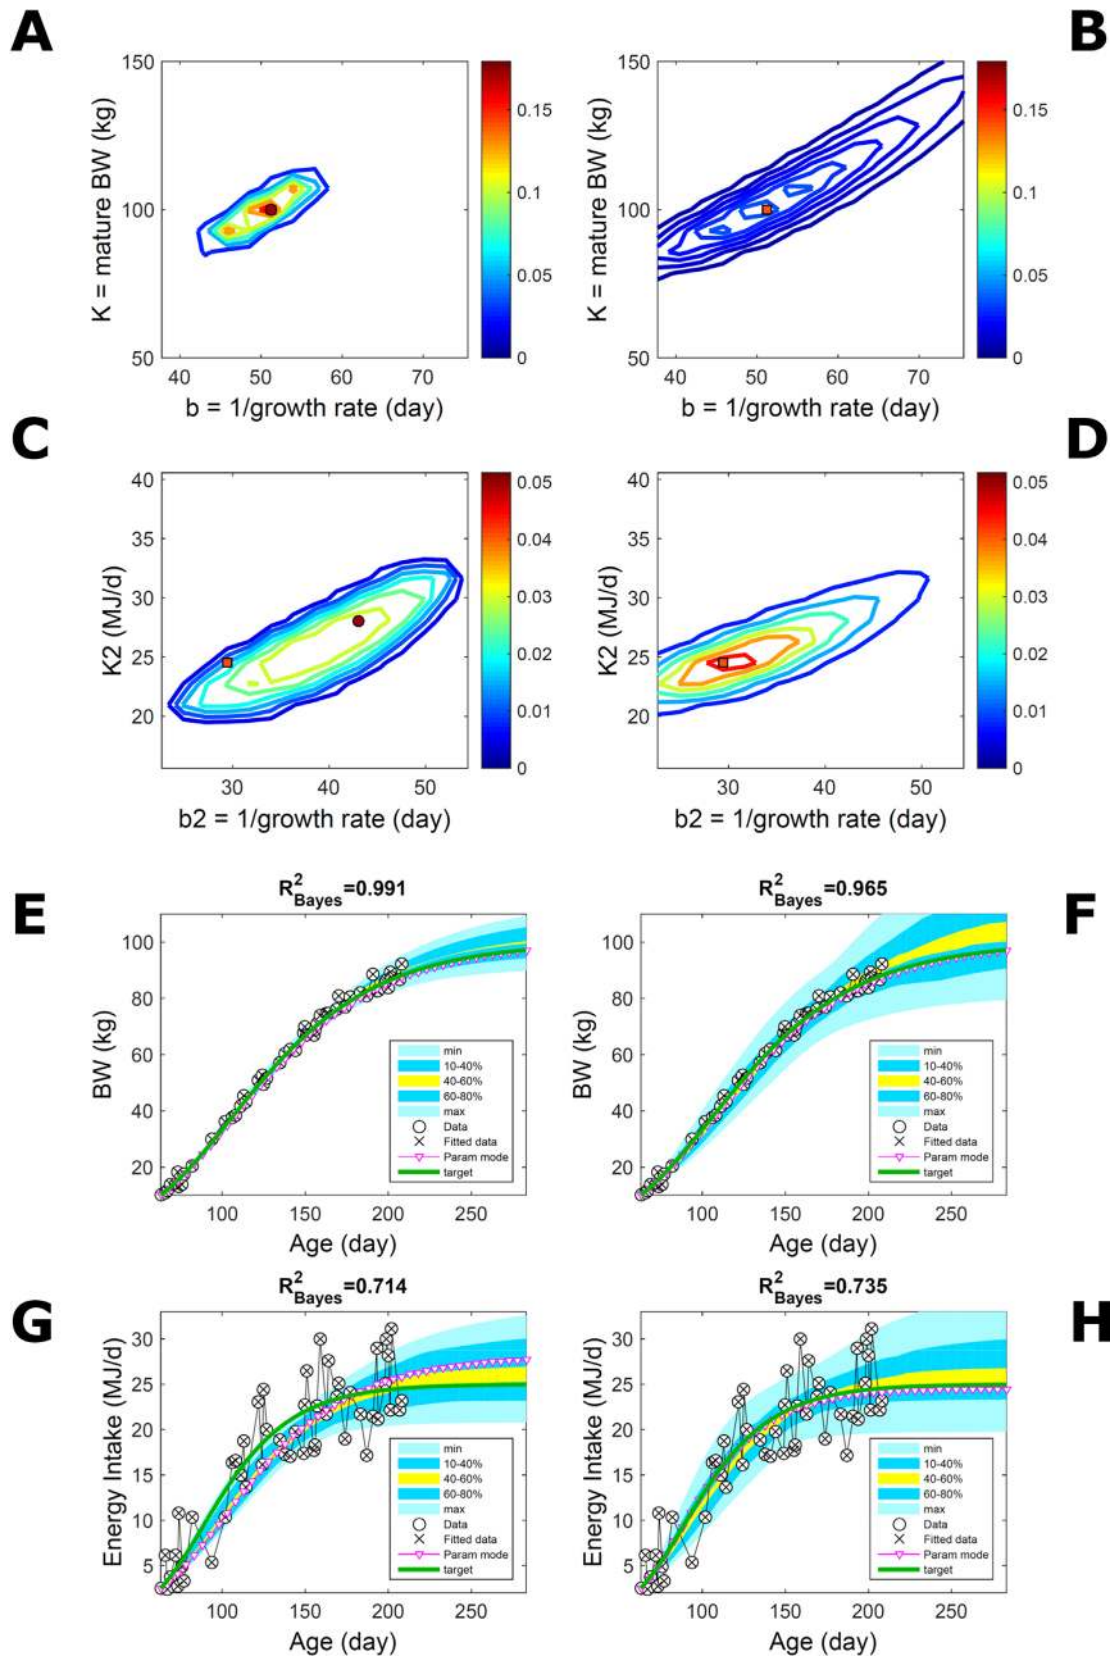 A
B
150
100
50
K = mature BW (kg)
40 50 60 70
b = 1/growth rate (day)
0.15
0.1
0.05
0
150
100
50
K = mature BW (kg)
40 50 60 70
b = 1/growth rate (day)
0.15
0.1
0.05
0
C
D
40
35
30
25
20
K2 (MJ/d)
30 40 50
b2 = 1/growth rate (day)
0.05
0.04
0.03
0.02
0.01
0
40
35
30
25
20
K2 (MJ/d)
30 40 50
b2 = 1/growth rate (day)
0.05
0.04
0.03
0.02
0.01
0
E
F
R²Bayes=0.991
100
80
60
40
20
BW (kg)
min
10-40%
40-60%
60-80%
max
Data
Fitted data
Param mode
target
100 150 200 250
Age (day)
R²Bayes=0.965
100
80
60
40
20
BW (kg)
min
10-40%
40-60%
60-80%
max
Data
Fitted data
Param mode
target
100 150 200 250
Age (day)
G
H
R²Bayes=0.714
30
25
20
15
10
5
Energy Intake (MJ/d)
min
10-40%
40-60%
60-80%
max
Data
Fitted data
Param mode
target
100 150 200 250
Age (day)
R²Bayes=0.735
30
25
20
15
10
5
Energy Intake (MJ/d)
min
10-40%
40-60%
60-80%
max
Data
Fitted data
Param mode
target
100 150 200 250
Age (day)